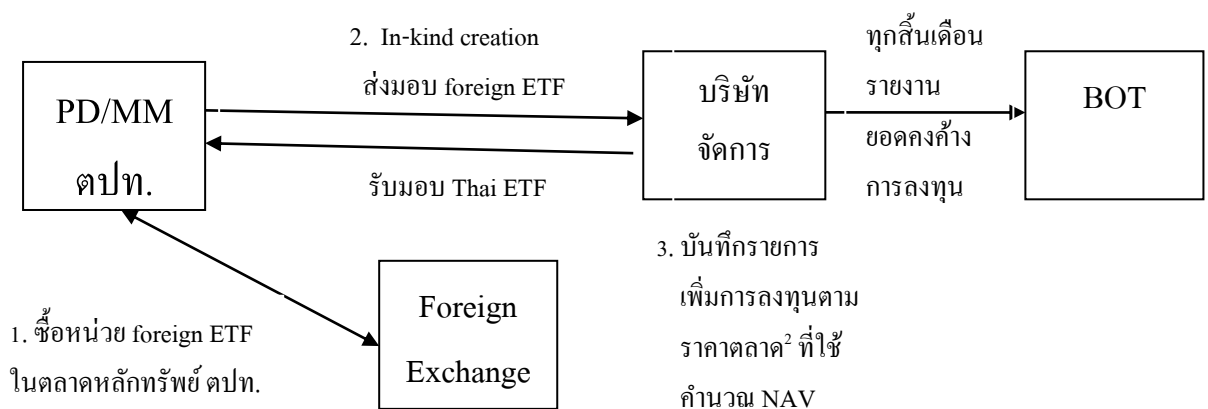 2. In-kind creation
ส่งมอบ foreign ETF
PD/MM
ตปท.
รับมอบ Thai ETF
บริษัท
จัดการ
ทุกสิ้นเดือน
รายงาน
ยอดคงค้าง
การลงทุน
BOT
1. ซื้อหน่วย foreign ETF
ในตลาดหลักทรัพย์ ตปท.
Foreign
Exchange
3. บันทึกรายการ
เพิ่มการลงทุนตาม
ราคาตลาด² ที่ใช้
คำนวณ NAV